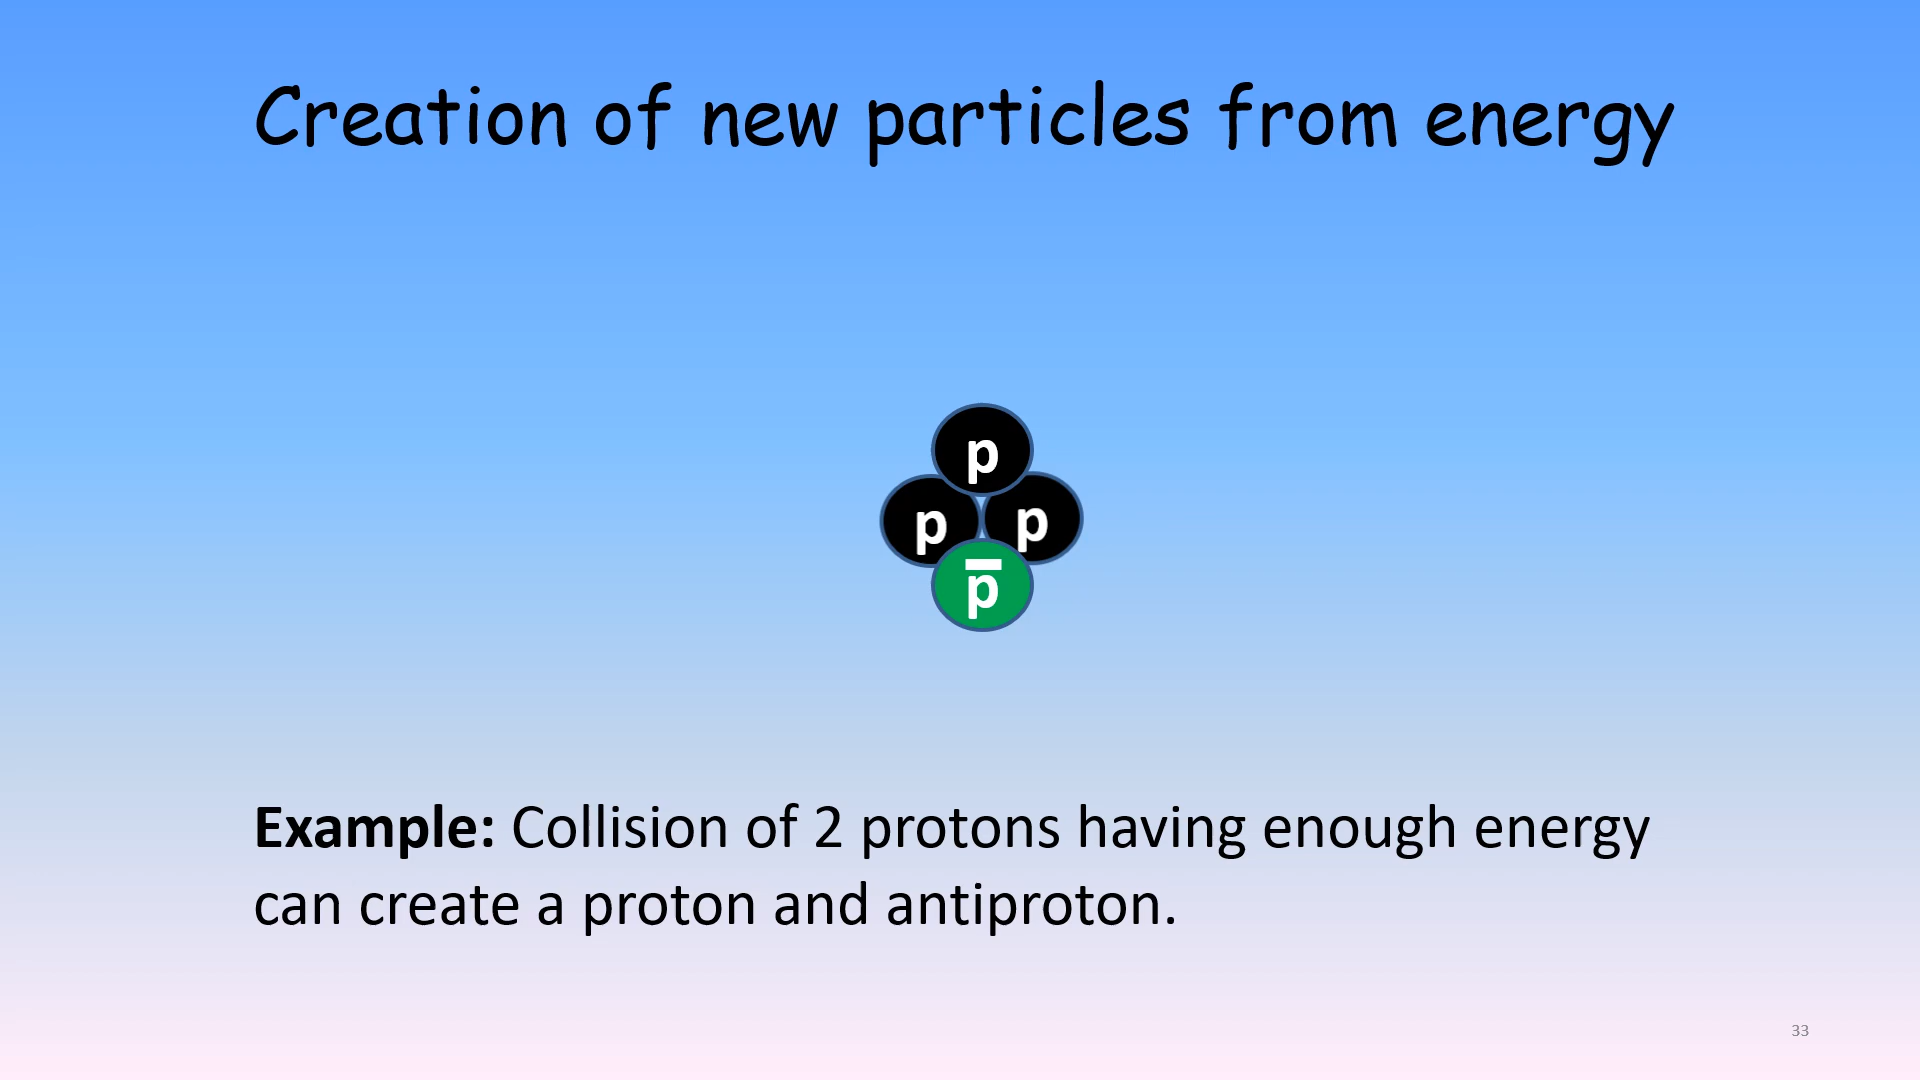 Creation of new particles from energy
p
p p
p̅
Example: Collision of 2 protons having enough energy
can create a proton and antiproton.
33